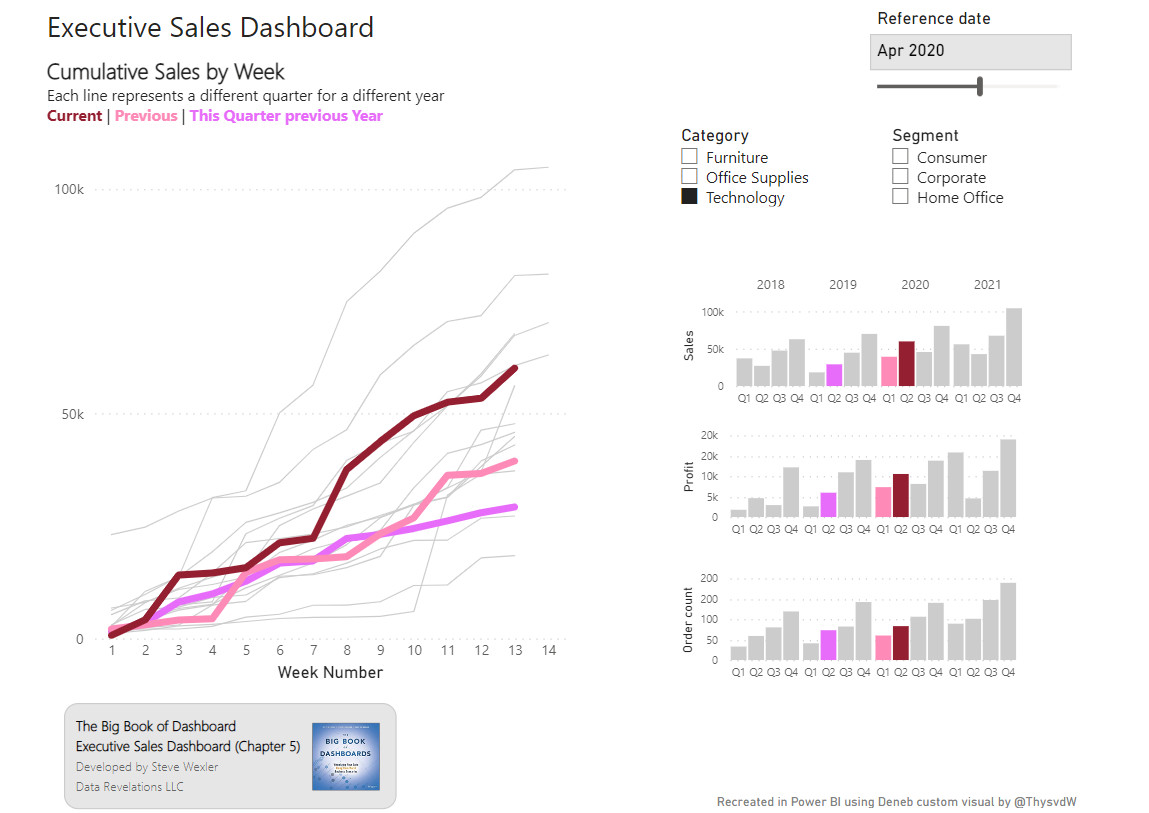 Executive Sales Dashboard
Cumulative Sales by Week
Each line represents a different quarter for a different year
Current | Previous | This Quarter previous Year
100k
50k
0
1 2 3 4 5 6 7 8 9 10 11 12 13 14
Week Number
The Big Book of Dashboard
Executive Sales Dashboard (Chapter 5)
Developed by Steve Wexler
Data Revelations LLC
BIG BOOK
DASHBOARDS
Reference date
Apr 2020
Category
Furniture
Office Supplies
Technology
Segment
Consumer
Corporate
Home Office
2018 2019 2020 2021
Sales
100k
50k
0
Q1 Q2 Q3 Q4 Q1 Q2 Q3 Q4 Q1 Q2 Q3 Q4 Q1 Q2 Q3 Q4
Profit
20k
20k
10k
5k
0
Q1 Q2 Q3 Q4 Q1 Q2 Q3 Q4 Q1 Q2 Q3 Q4 Q1 Q2 Q3 Q4
Order count
200
200
100
50
0
Q1 Q2 Q3 Q4 Q1 Q2 Q3 Q4 Q1 Q2 Q3 Q4 Q1 Q2 Q3 Q4
Recreated in Power BI using Deneb custom visual by @ThysvdW